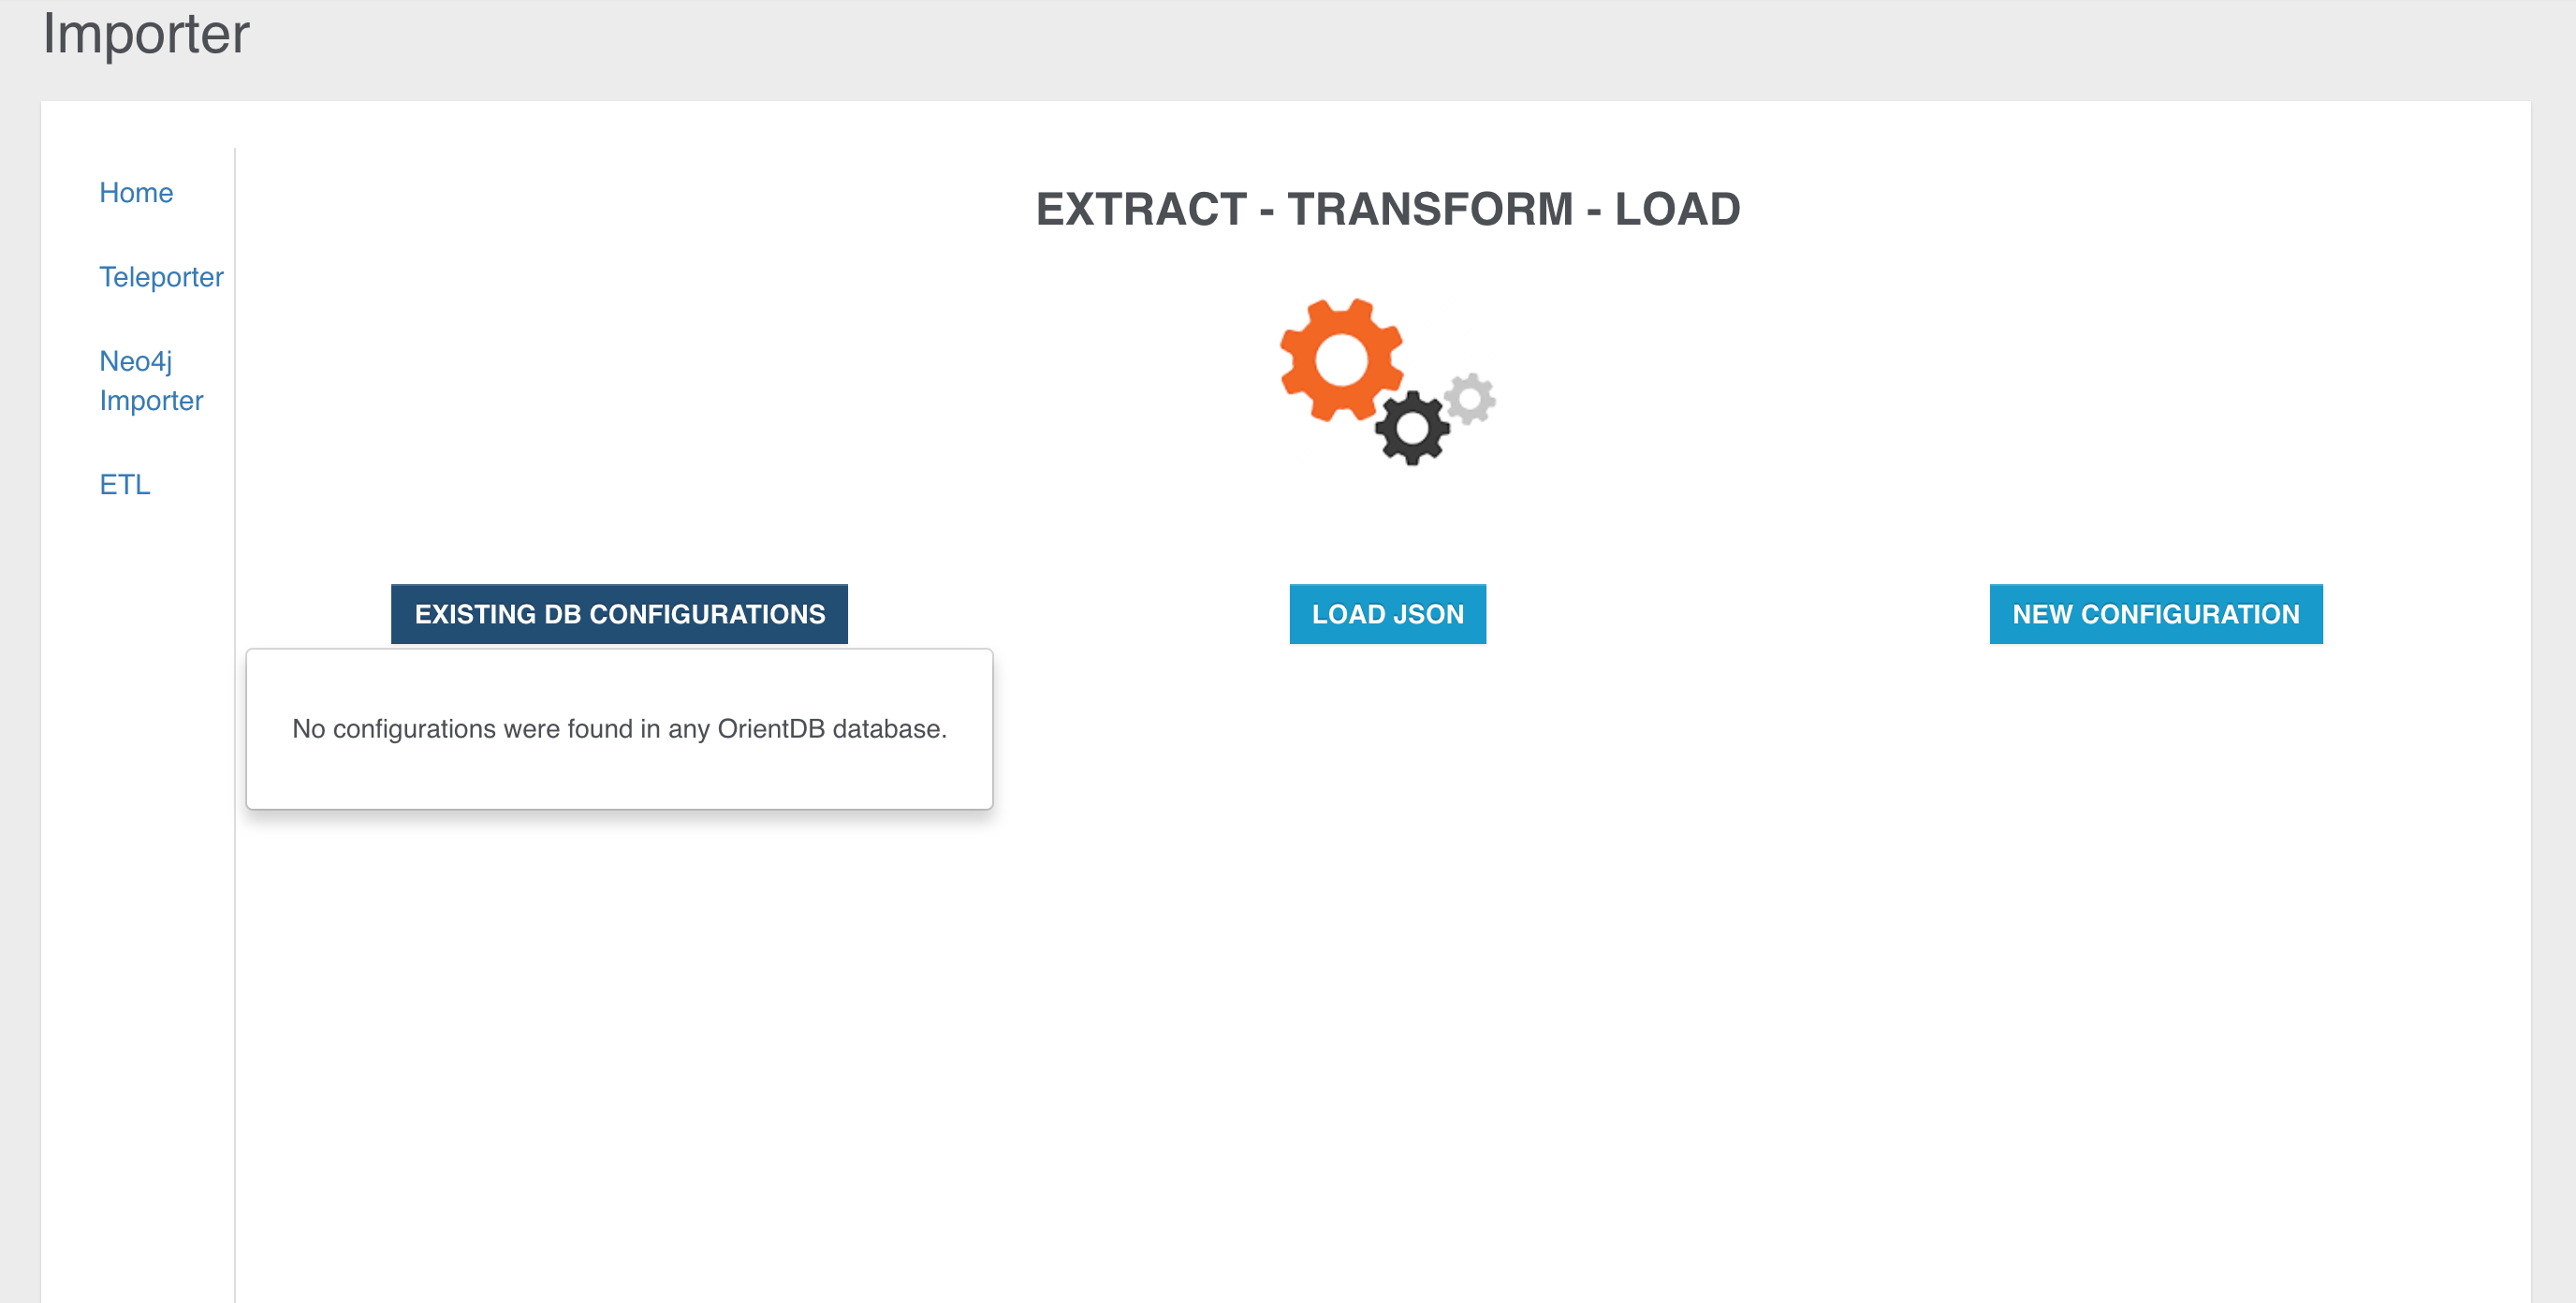 Importer
Home
Teleporter
Neo4j
Importer
ETL
EXTRACT - TRANSFORM - LOAD
EXISTING DB CONFIGURATIONS
LOAD JSON
NEW CONFIGURATION
No configurations were found in any OrientDB database.